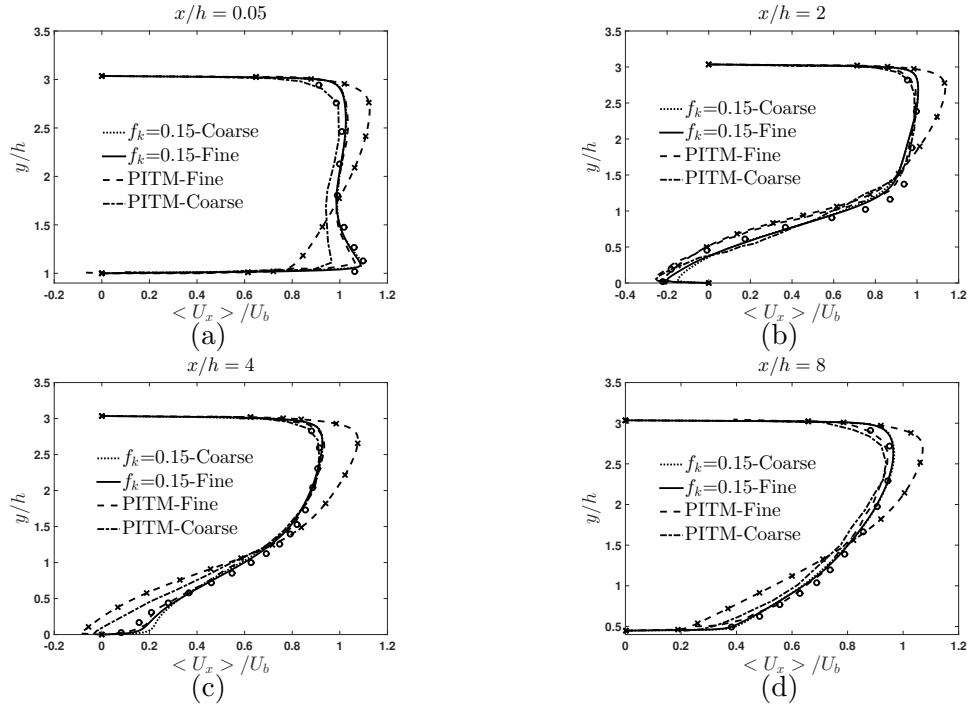 x/h = 0.05
3.5
3
2.5
2
1.5
1
y/h
f_k=0.15-Coarse
f_k=0.15-Fine
PITM-Fine
PITM-Coarse
-0.2 0 0.2 0.4 0.6 0.8 1 1.2
< U_x > /U_b
(a)
x/h = 2
3.5
3
2.5
2
1.5
1
0.5
0
y/h
f_k=0.15-Coarse
f_k=0.15-Fine
PITM-Fine
PITM-Coarse
-0.4 -0.2 0 0.2 0.4 0.6 0.8 1 1.2
< U_x > /U_b
(b)
x/h = 4
3.5
3
2.5
2
1.5
1
0.5
0
y/h
f_k=0.15-Coarse
f_k=0.15-Fine
PITM-Fine
PITM-Coarse
-0.2 0 0.2 0.4 0.6 0.8 1 1.2
< U_x > /U_b
(c)
x/h = 8
3.5
3
2.5
2
1.5
1
0.5
y/h
f_k=0.15-Coarse
f_k=0.15-Fine
PITM-Fine
PITM-Coarse
0 0.2 0.4 0.6 0.8 1 1.2
< U_x > /U_b
(d)